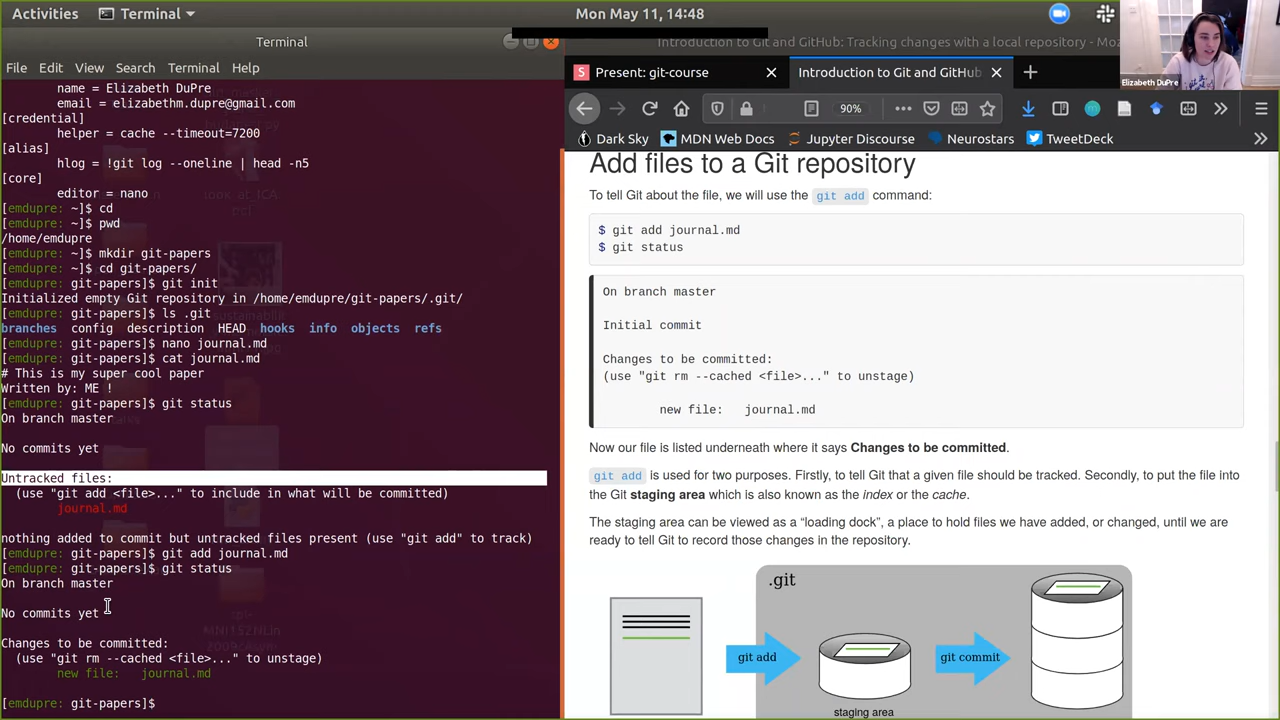 Activities
Terminal
Mon May 11, 14:48
Terminal
File Edit View Search Terminal Help
name = Elizabeth DuPre
email = elizabethm.dupre@gmail.com
[credential]
helper = cache --timeout=7200
[alias]
hlog = !git log --oneline | head -n5
[core]
editor = nano
[emdupre: ~]$ cd
[emdupre: ~]$ pwd
/home/emdupre
[emdupre: ~]$ mkdir git-papers
[emdupre: ~]$ cd git-papers/
[emdupre: git-papers]$ git init
Initialized empty Git repository in /home/emdupre/git-papers/.git/
[emdupre: git-papers]$ ls .git
branches config description HEAD hooks info objects refs
[emdupre: git-papers]$ nano journal.md
[emdupre: git-papers]$ cat journal.md
# This is my super cool paper
Written by: ME !
[emdupre: git-papers]$ git status
On branch master
No commits yet
Untracked files:
(use "git add <file>..." to include in what will be committed)
journal.md
nothing added to commit but untracked files present (use "git add" to track)
[emdupre: git-papers]$ git add journal.md
[emdupre: git-papers]$ git status
On branch master
No commits yet
Changes to be committed:
(use "git rm --cached <file>..." to unstage)
new file: journal.md
[emdupre: git-papers]$
Introduction to Git and GitHub: Tracking changes with a local repository - Moz
Elizabeth DuPre
Present: git-course
Introduction to Git and GitHub
90%
Dark Sky MDN Web Docs Jupyter Discourse Neurostars TweetDeck
Add files to a Git repository
To tell Git about the file, we will use the git add command:
$ git add journal.md
$ git status
On branch master
Initial commit
Changes to be committed:
(use "git rm --cached <file>..." to unstage)
new file: journal.md
Now our file is listed underneath where it says Changes to be committed.
git add is used for two purposes. Firstly, to tell Git that a given file should be tracked. Secondly, to put the file into
the Git staging area which is also known as the index or the cache.
The staging area can be viewed as a “loading dock”, a place to hold files we have added, or changed, until we are
ready to tell Git to record those changes in the repository.
.git
git add
git commit
staging area